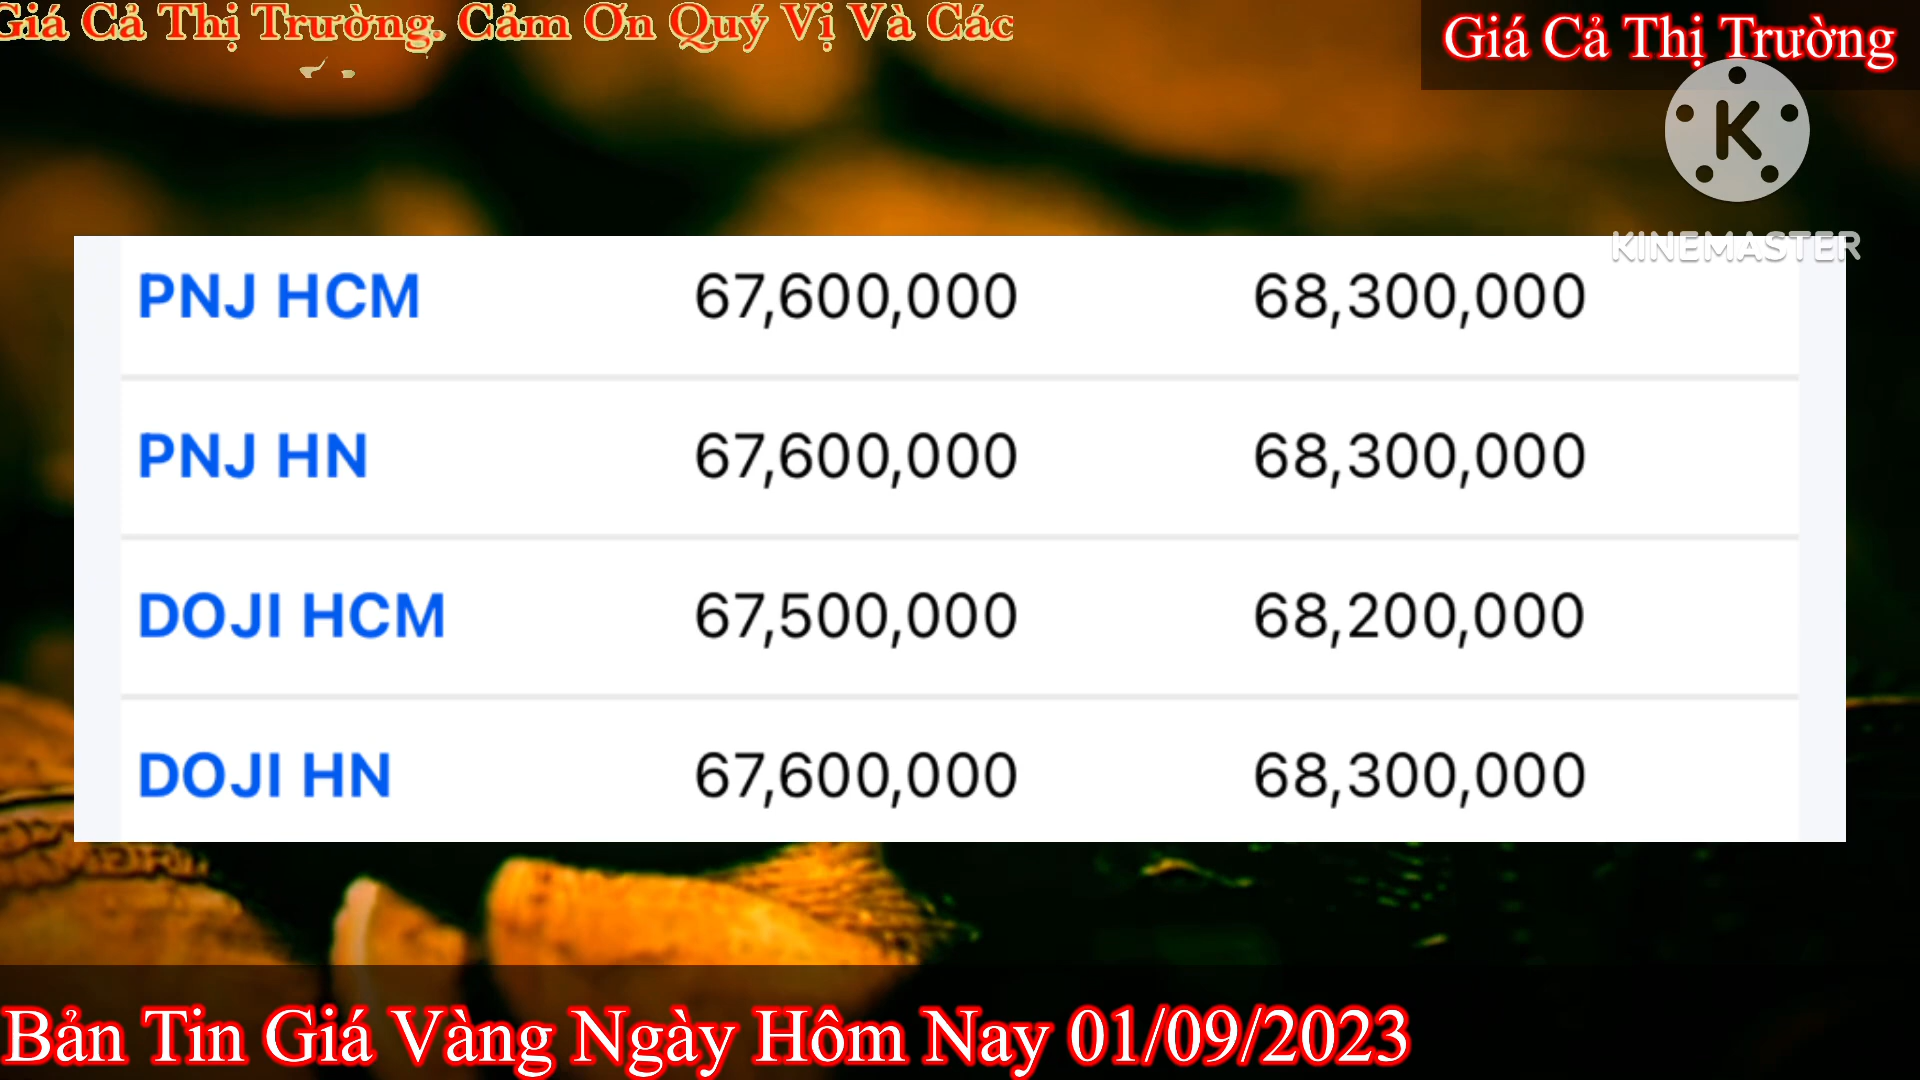 Giá Cả Thị Trường. Cảm Ơn Quý Vị Và Các
Giá Cả Thị Trường
K
KINEMASTER
PNJ HCM 67,600,000 68,300,000
PNJ HN 67,600,000 68,300,000
DOJI HCM 67,500,000 68,200,000
DOJI HN 67,600,000 68,300,000
Bản Tin Giá Vàng Ngày Hôm Nay 01/09/2023